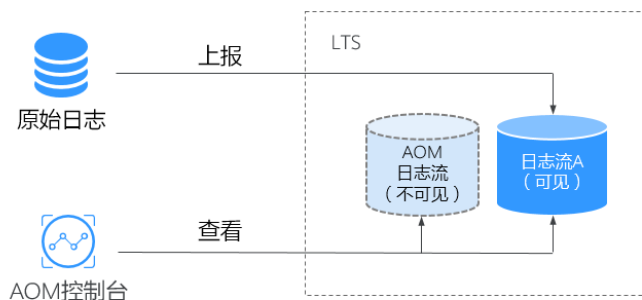 LTS
上报
原始日志
AOM
日志流
（不可见）
日志流A
（可见）
查看
AOM控制台